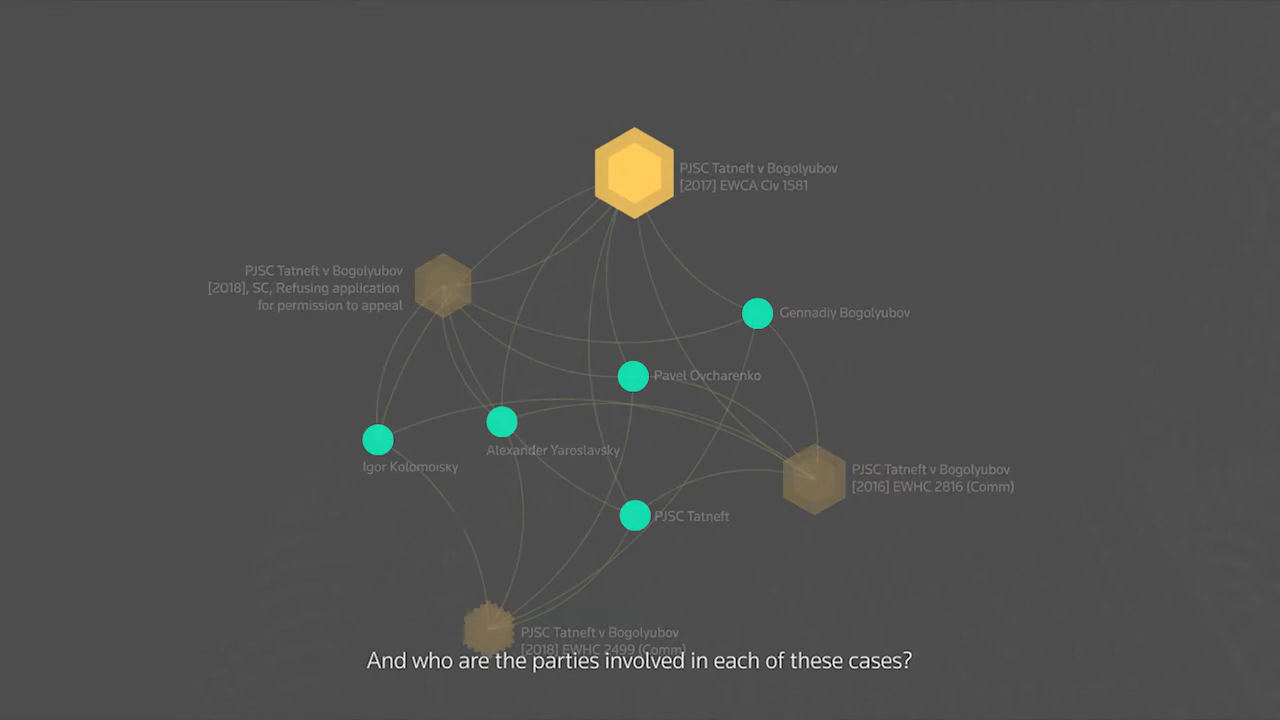 PJSC Tatneft v Bogolyubov
[2017] EWCA Civ 1581
PJSC Tatneft v Bogolyubov
[2018], SC, Refusing application
for permission to appeal
Gennadiy Bogolyubov
Pavel Ovcharenko
Alexander Yaroslavsky
Igor Kolomoisky
PJSC Tatneft v Bogolyubov
[2016] EWHC 2816 (Comm)
PJSC Tatneft
PJSC Tatneft v Bogolyubov
[2018] EWHC 2499 (Comm)
And who are the parties involved in each of these cases?